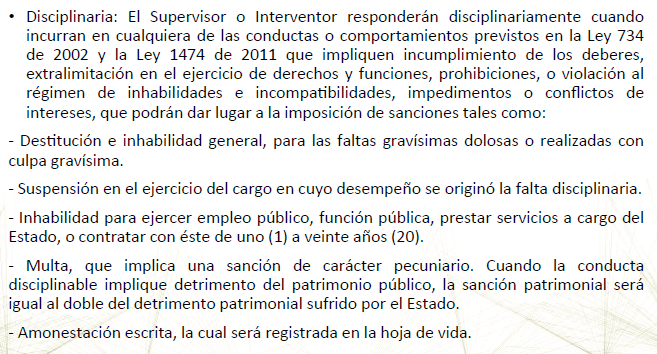 • Disciplinaria: El Supervisor o Interventor responderán disciplinariamente cuando
incurran en cualquiera de las conductas o comportamientos previstos en la Ley 734
de 2002 y la Ley 1474 de 2011 que impliquen incumplimiento de los deberes,
extralimitación en el ejercicio de derechos y funciones, prohibiciones, o violación al
régimen de inhabilidades e incompatibilidades, impedimentos o conflictos de
intereses, que podrán dar lugar a la imposición de sanciones tales como:
- Destitución e inhabilidad general, para las faltas gravísimas dolosas o realizadas con
culpa gravísima.
- Suspensión en el ejercicio del cargo en cuyo desempeño se originó la falta disciplinaria.
- Inhabilidad para ejercer empleo público, función pública, prestar servicios a cargo del
Estado, o contratar con éste de uno (1) a veinte años (20).
- Multa, que implica una sanción de carácter pecuniario. Cuando la conducta
disciplinable implique detrimento del patrimonio público, la sanción patrimonial será
igual al doble del detrimento patrimonial sufrido por el Estado.
- Amonestación escrita, la cual será registrada en la hoja de vida.